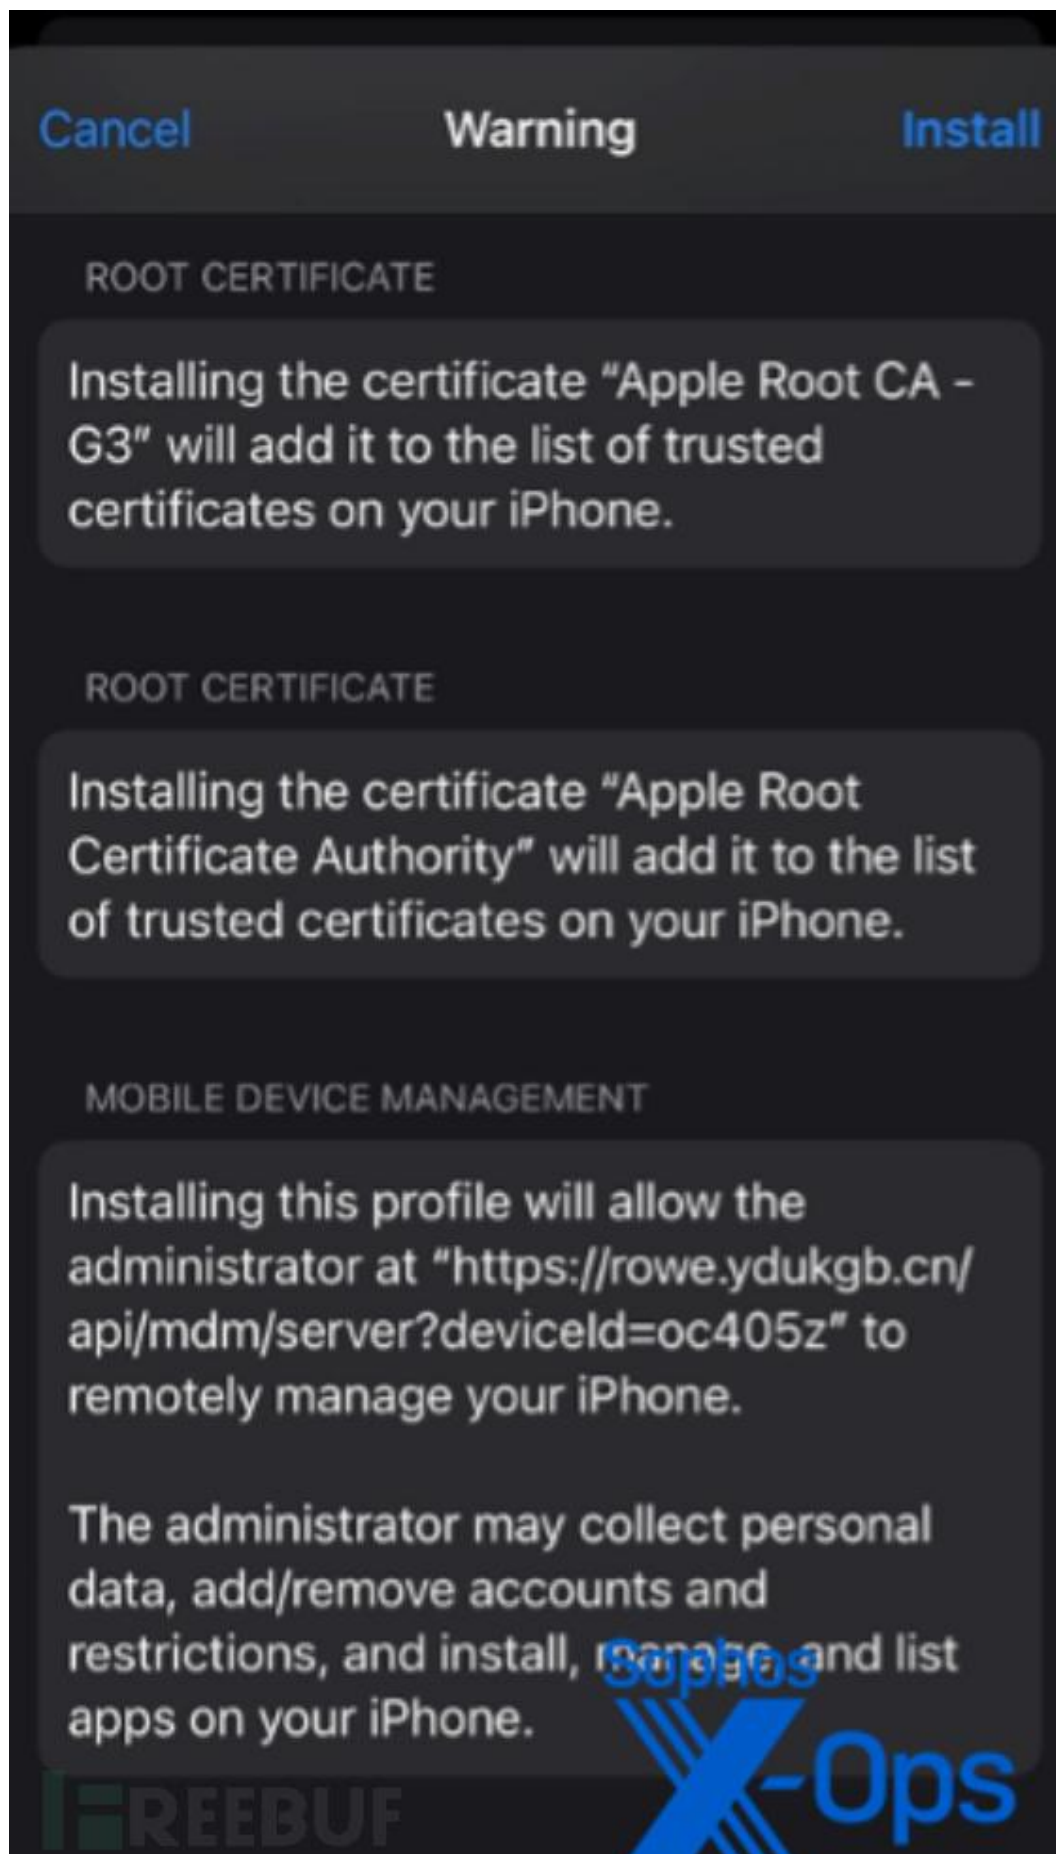 Cancel
Warning
Install
ROOT CERTIFICATE
Installing the certificate “Apple Root CA –
G3” will add it to the list of trusted
certificates on your iPhone.
ROOT CERTIFICATE
Installing the certificate “Apple Root
Certificate Authority” will add it to the list
of trusted certificates on your iPhone.
MOBILE DEVICE MANAGEMENT
Installing this profile will allow the
administrator at “https://rowe.ydukgb.cn/
api/mdm/server?deviceId=oc405z” to
remotely manage your iPhone.
The administrator may collect personal
data, add/remove accounts and
restrictions, and install, manage, and list
apps on your iPhone.
Sophos
X-Ops
FREEBUF